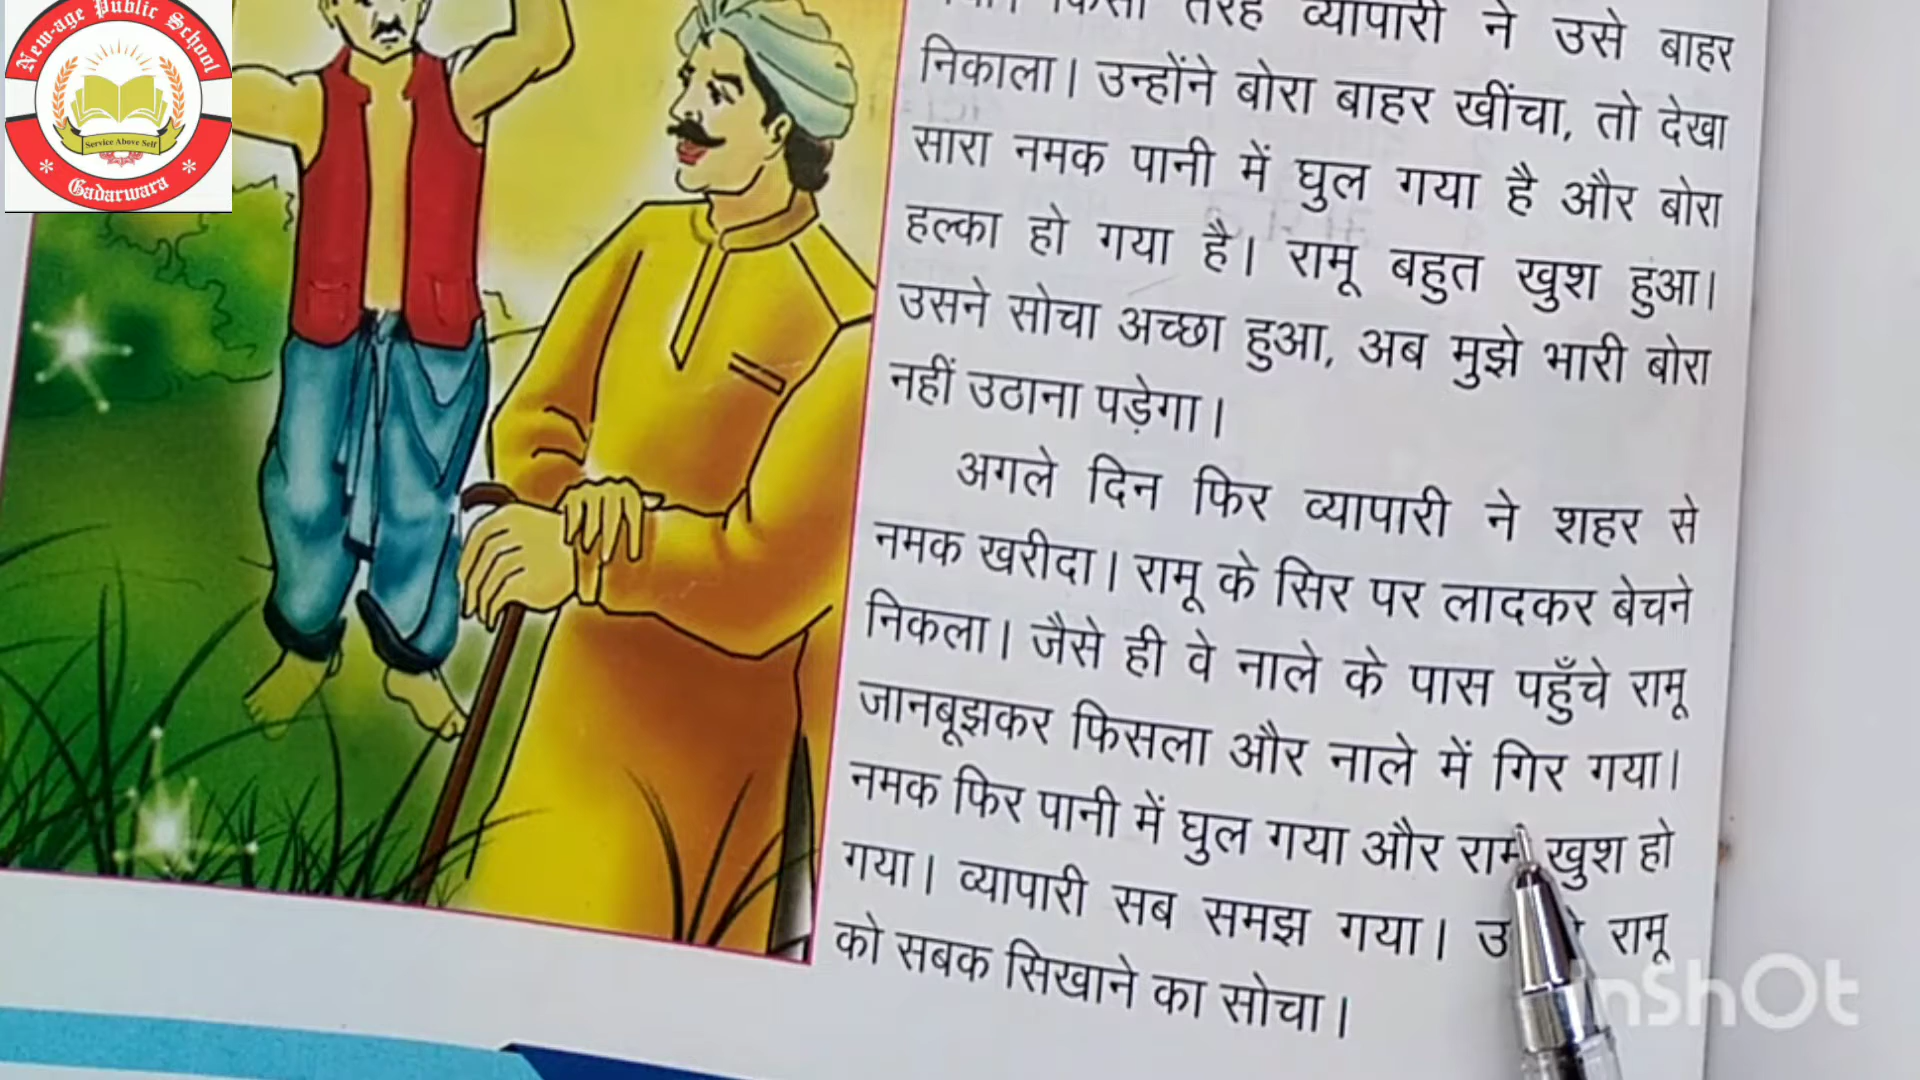 New-age Public School
Service Above Self
Gadarwara
तरह व्यापारी ने उसे बाहर
निकाला। उन्होंने बोरा बाहर खींचा, तो देखा
सारा नमक पानी में घुल गया है और बोरा
हल्का हो गया है। रामू बहुत खुश हुआ।
उसने सोचा अच्छा हुआ, अब मुझे भारी बोरा
नहीं उठाना पड़ेगा।
अगले दिन फिर व्यापारी ने शहर से
नमक खरीदा। रामू के सिर पर लादकर बेचने
निकला। जैसे ही वे नाले के पास पहुँचे रामू
जानबूझकर फिसला और नाले में गिर गया।
नमक फिर पानी में घुल गया और खुश हो
गया। व्यापारी सब समझ गया। रामू
को सबक सिखाने का सोचा।
nShOt